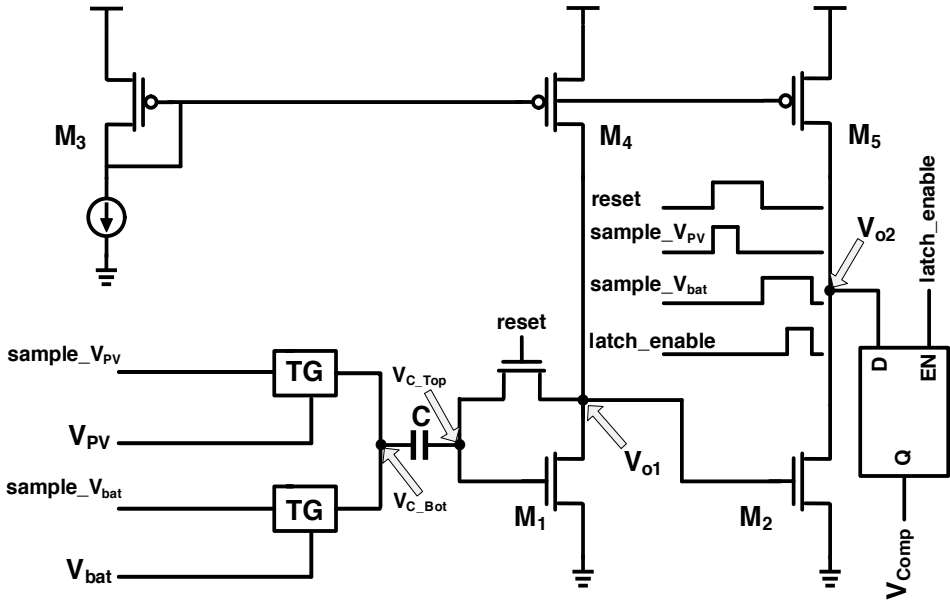 M3
M4
M5
reset
sample_VPV
sample_Vbat
latch_enable
Vo2
latch_enable
D
EN
Q
VComp
reset
sample_VPV
TG
VPV
VC_Top
C
Vo1
sample_Vbat
TG
VC_Bot
M1
M2
Vbat